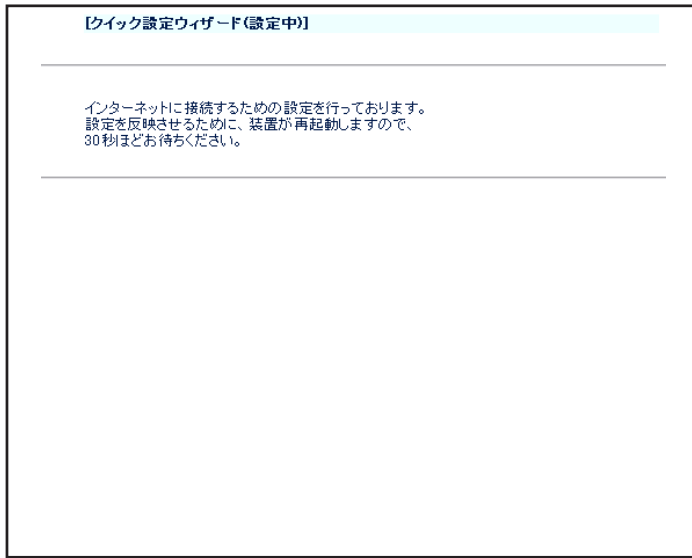 [クイック設定ウィザード(設定中)]
インターネットに接続するための設定を行っております。
設定を反映させるために、装置が再起動しますので、
30秒ほどお待ちください。